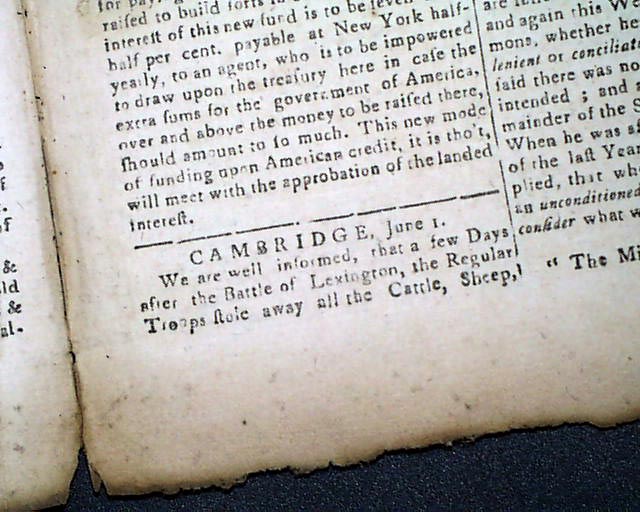 raiſed to build forts
intereſt of this new fund is to be ſeven
half per cent. payable at New York half-
yearly, to an agent, who is to be impowered
to draw upon the treaſury here in caſe the
extra ſums for the government of America,
over and above the money to be raiſed there,
ſhould amount to ſo much. This new mode
of funding upon American credit, it is tho't,
will meet with the approbation of the landed
intereſt.
CAMBRIDGE, June 1.
We are well informed, that a few Days
after the Battle of Lexington, the Regular
Troops ſtole away all the Cattle, Sheep,
and again this
mons, whether he
lenient or
ſaid there was no
intended ; and
mainder of the
When he was
of the laſt Year
plied, that
an unconditioned
conſider what
" The
&
&
al-